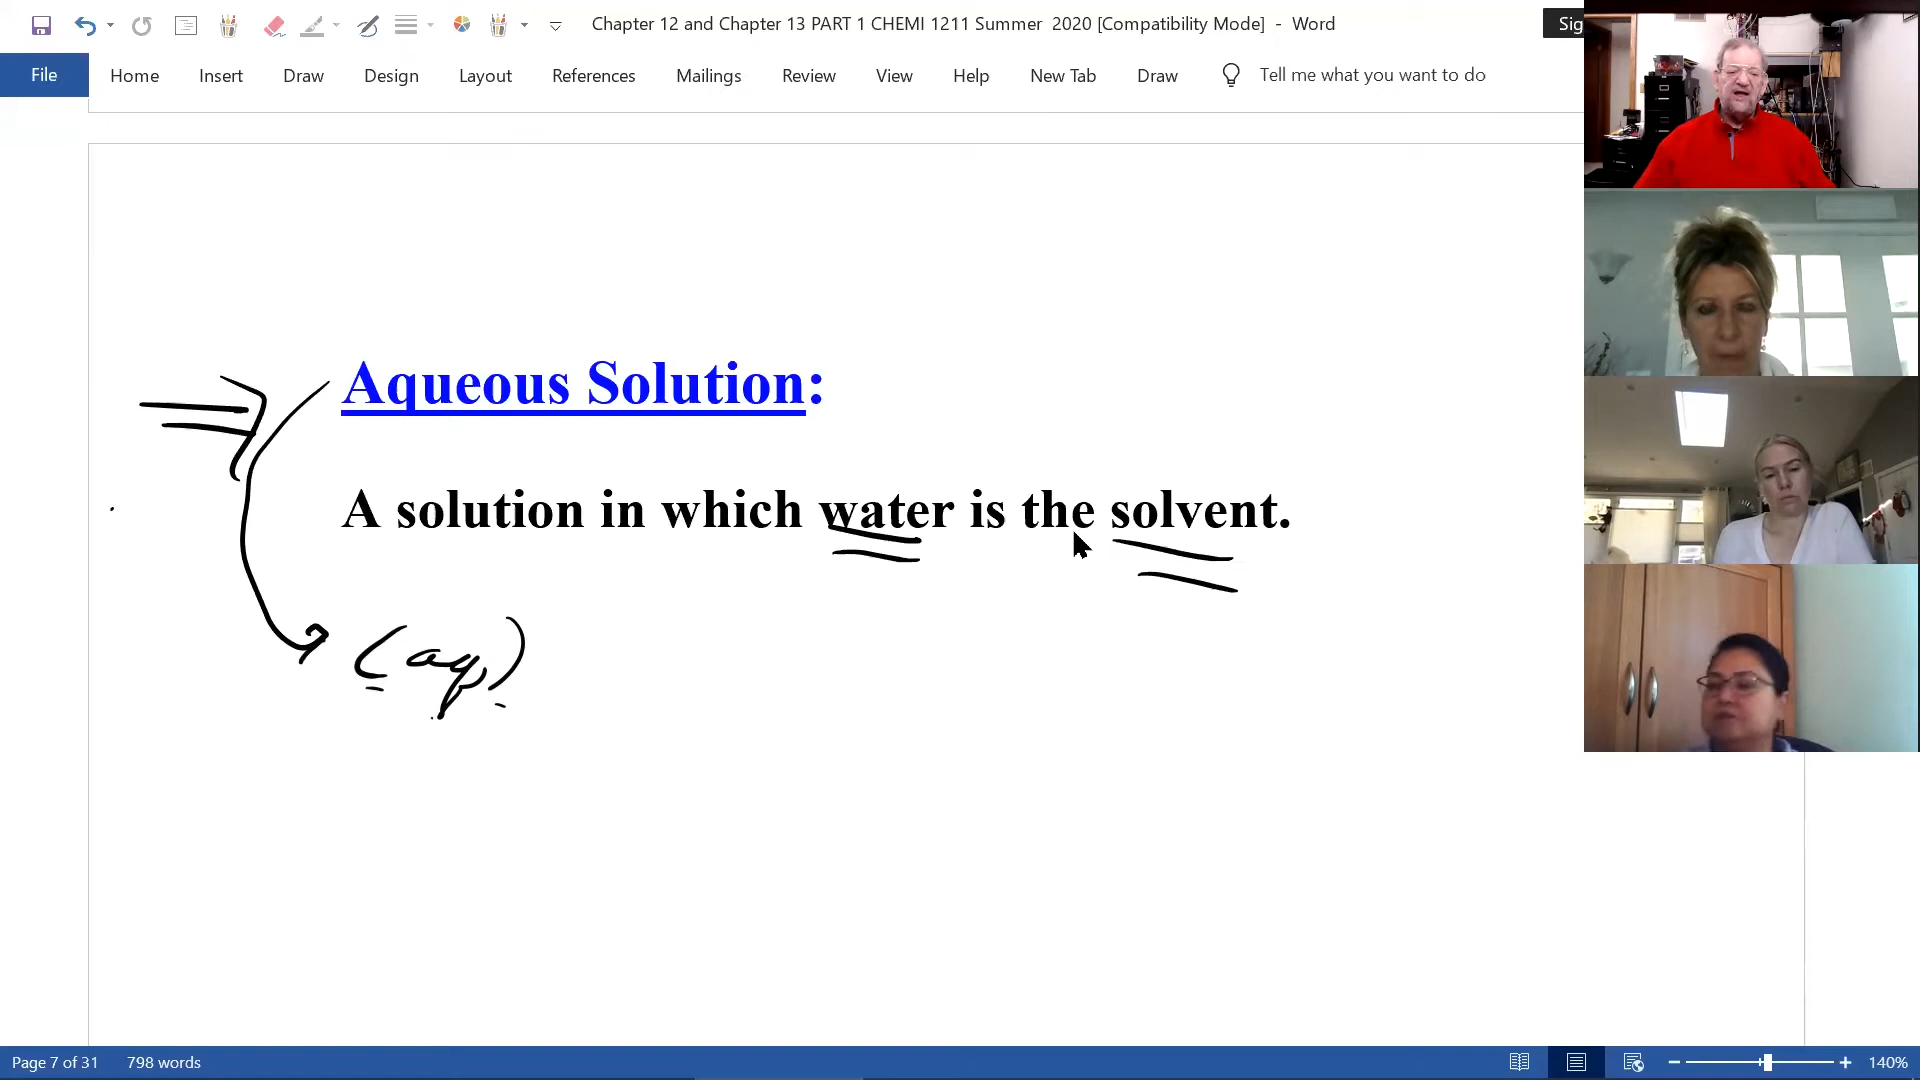 Chapter 12 and Chapter 13 PART 1 CHEMI 1211 Summer 2020 [Compatibility Mode] - Word
Sig
File Home Insert Draw Design Layout References Mailings Review View Help New Tab Draw Tell me what you want to do
Aqueous Solution:
A solution in which water is the solvent.
(aq)
Page 7 of 31 798 words 140%